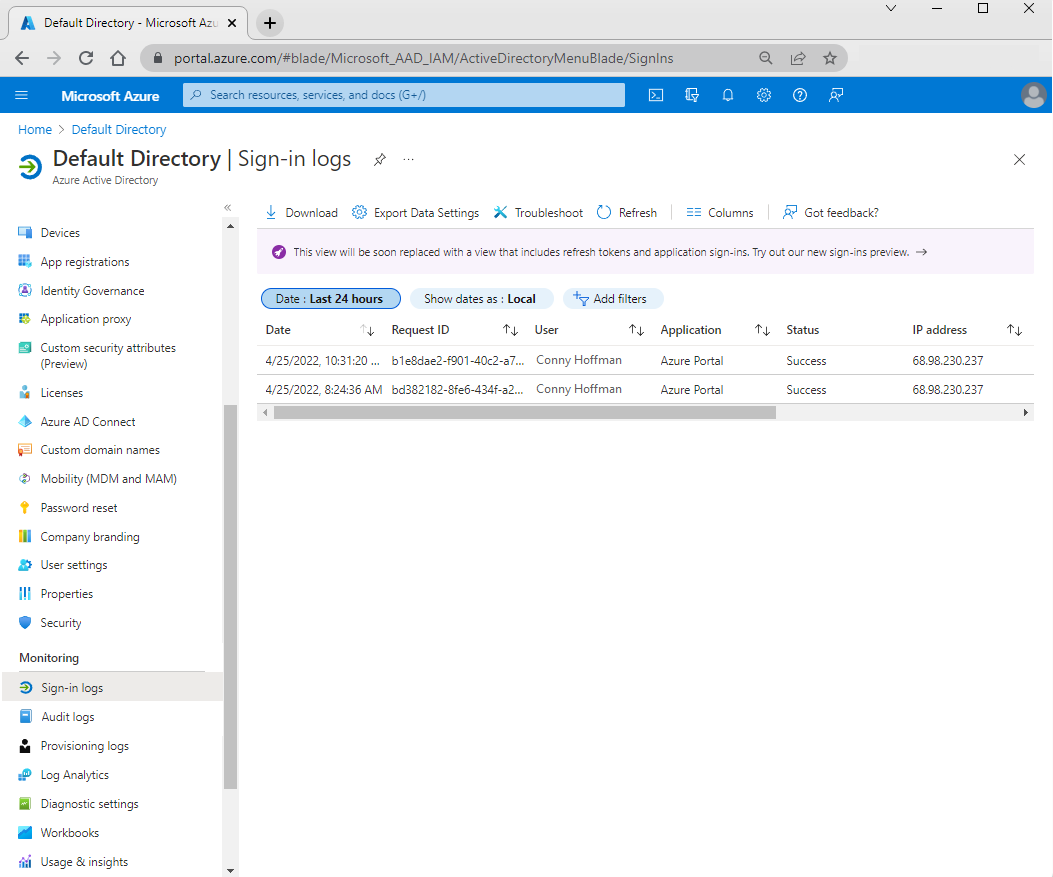 Default Directory - Microsoft Azu
portal.azure.com/#blade/Microsoft_AAD_IAM/ActiveDirectoryMenuBlade/SignIns
Microsoft Azure
Search resources, services, and docs (G+/)
Home > Default Directory
Default Directory | Sign-in logs
Azure Active Directory
Devices
App registrations
Identity Governance
Application proxy
Custom security attributes
(Preview)
Licenses
Azure AD Connect
Custom domain names
Mobility (MDM and MAM)
Password reset
Company branding
User settings
Properties
Security
Monitoring
Sign-in logs
Audit logs
Provisioning logs
Log Analytics
Diagnostic settings
Workbooks
Usage & insights
Download Export Data Settings Troubleshoot Refresh Columns Got feedback?
This view will be soon replaced with a view that includes refresh tokens and application sign-ins. Try out our new sign-ins preview. →
Date : Last 24 hours Show dates as : Local Add filters
Date Request ID User Application Status IP address
4/25/2022, 10:31:20 ... b1e8dae2-f901-40c2-a7... Conny Hoffman Azure Portal Success 68.98.230.237
4/25/2022, 8:24:36 AM bd382182-8fe6-434f-a2... Conny Hoffman Azure Portal Success 68.98.230.237